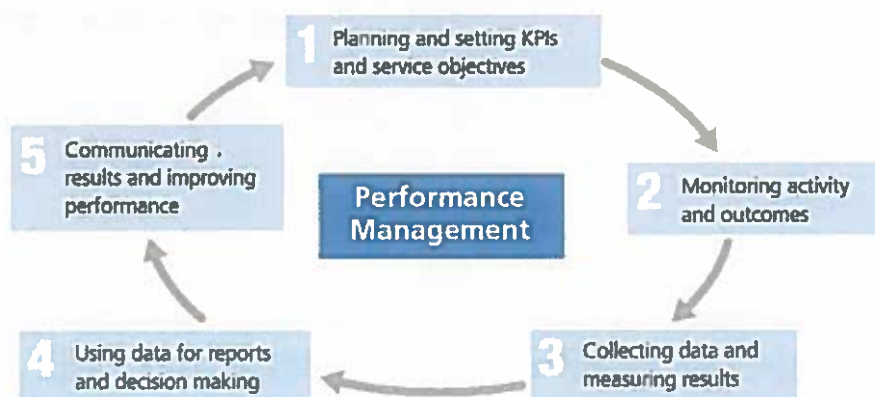 1 Planning and setting KPIs
and service objectives
2 Monitoring activity
and outcomes
3 Collecting data and
measuring results
4 Using data for reports
and decision making
5 Communicating .
results and improving
performance
Performance
Management